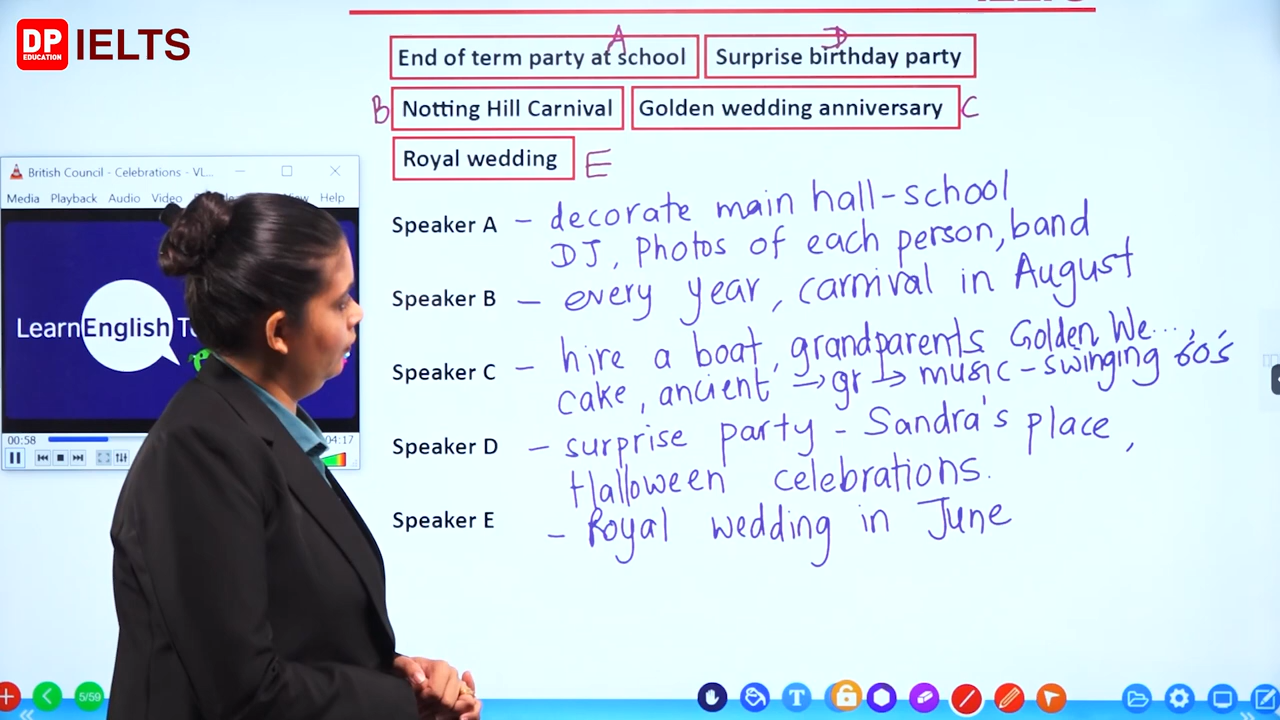 DP
EDUCATION
IELTS
A
D
End of term party at school
Surprise birthday party
B
Notting Hill Carnival
Golden wedding anniversary
C
Royal wedding
E
British Council - Celebrations - VL...
Media Playback Audio Video Help
LearnEnglish
00:58
04:17
Speaker A
– decorate main hall-school
DJ, Photos of each person, band
Speaker B
– every year, carnival in August
Speaker C
– hire a boat, grandparents Golden We...,
cake, ancient → gr → music – swinging 60's
Speaker D
– surprise party – Sandra's place,
Halloween celebrations.
Speaker E
– Royal wedding in June
5/59
T